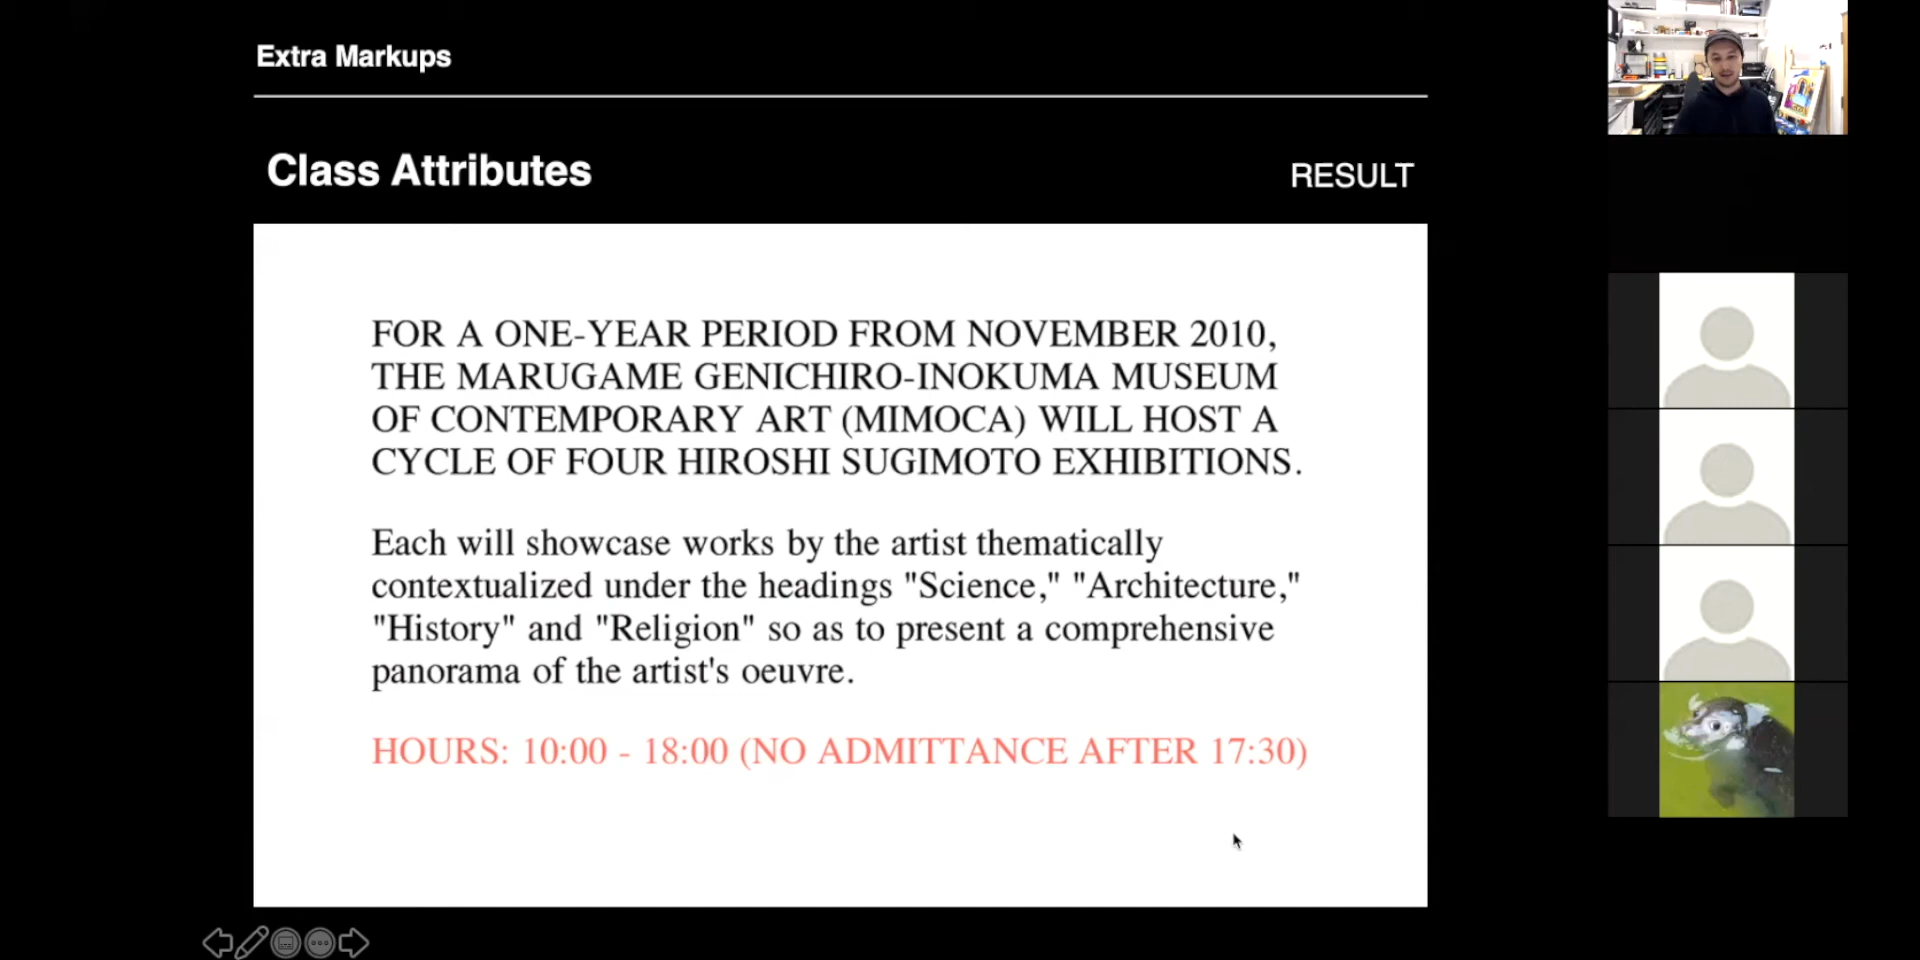 Extra Markups
Class Attributes
RESULT
FOR A ONE-YEAR PERIOD FROM NOVEMBER 2010,
THE MARUGAME GENICHIRO-INOKUMA MUSEUM
OF CONTEMPORARY ART (MIMOCA) WILL HOST A
CYCLE OF FOUR HIROSHI SUGIMOTO EXHIBITIONS.
Each will showcase works by the artist thematically
contextualized under the headings "Science," "Architecture,"
"History" and "Religion" so as to present a comprehensive
panorama of the artist's oeuvre.
HOURS: 10:00 - 18:00 (NO ADMITTANCE AFTER 17:30)